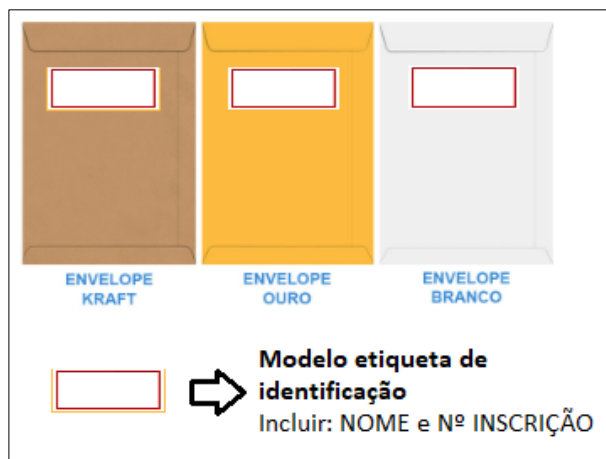 ENVELOPE
KRAFT
ENVELOPE
OURO
ENVELOPE
BRANCO
Modelo etiqueta de
identificação
Incluir: NOME e Nº INSCRIÇÃO